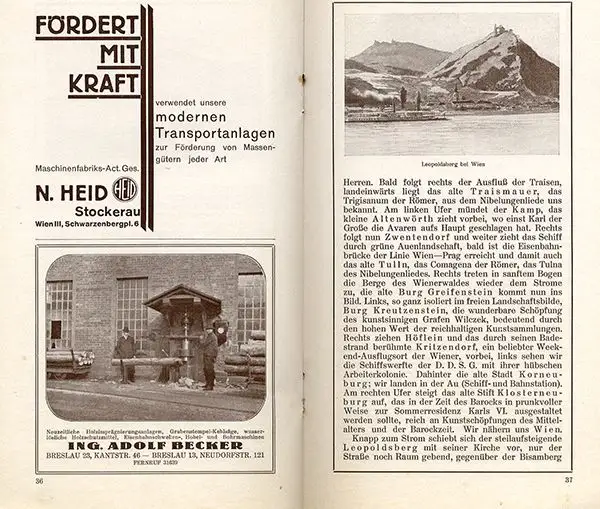 FÖRDERT
MIT
KRAFT
verwendet unsere
modernen
Transportanlagen
zur Förderung von Massen-
gütern jeder Art
Maschinenfabriks-Act. Ges.
N. HEID HEID
Stockerau
Wien III, Schwarzenbergpl. 6
Neuzeitliche Holzimprägnierungsanlagen, Grubenstempel-Kyhläge, wasser-
lösliche Holzschutzmittel, Eisenbahnschwellen-, Hobel- und Bohrmaschinen
ING. ADOLF BECKER
BRESLAU 23, KANTSTR. 46 — BRESLAU 13, NEUDORFSTR. 121
FERNRUF 31639
36
Leopoldsberg bei Wien
Herren. Bald folgt rechts der Ausfluß der Traisen,
landeinwärts liegt das alte Traismauer, das
Trigisanum der Römer, aus dem Nibelungenliede uns
bekannt. Am linken Ufer mündet der Kamp, das
kleine Altenwörth zieht vorbei, wo einst Karl der
Große die Avaren aufs Haupt geschlagen hat. Rechts
folgt nun Zwentendorf und weiter zieht das Schiff
durch grüne Auenlandschaft, bald ist die Eisenbahn-
brücke der Linie Wien—Prag erreicht und damit auch
das alte Tulln, das Comagena der Römer, das Tulna
des Nibelungenliedes. Rechts treten in sanftem Bogen
die Berge des Wienerwaldes wieder dem Strome
zu, die alte Burg Greifenstein kommt nun ins
Bild. Links, so ganz isoliert im freien Landschaftsbilde,
Burg Kreutzenstein, die wunderbare Schöpfung
des kunstsinnigen Grafen Wilczek, bedeutend durch
den hohen Wert der reichhaltigen Kunstsammlungen.
Rechts ziehen Höflein und das durch seinen Bade-
strand berühmte Kritzendorf, ein beliebter Week-
end-Ausflugsort der Wiener, vorbei, links sehen wir
die Schiffswerfte der D. D. S. G. mit ihrer hübschen
Arbeiterkolonie. Dahinter die alte Stadt Korneu-
burg; wir landen in der Au (Schiff- und Bahnstation).
Am rechten Ufer steigt das alte Stift Klosterneu-
burg auf, das in der Zeit des Barocks in prunkvoller
Weise zur Sommerresidenz Karls VI. ausgestaltet
werden sollte, reich an Kunstschöpfungen des Mittel-
alters und der Barockzeit. Wir nähern uns Wien.
Knapp zum Strom schiebt sich der steilaufsteigende
Leopoldsberg mit seiner Kirche vor, nur der
Straße noch Raum gebend, gegenüber der Bisamberg
37